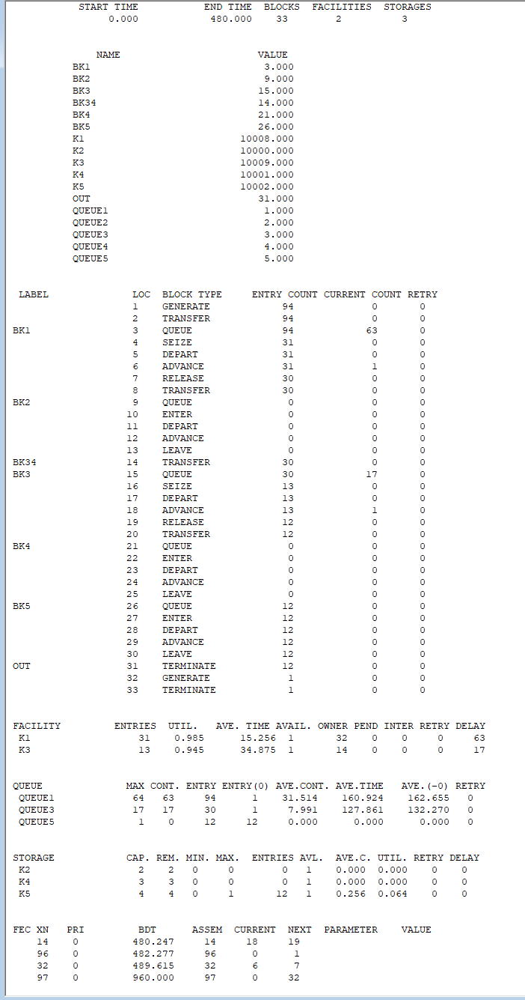 START TIME END TIME BLOCKS FACILITIES STORAGES
0.000 480.000 33 2 3
NAME VALUE
BK1 3.000
BK2 9.000
BK3 15.000
BK34 14.000
BK4 21.000
BK5 26.000
K1 10008.000
K2 10000.000
K3 10009.000
K4 10001.000
K5 10002.000
OUT 31.000
QUEUE1 1.000
QUEUE2 2.000
QUEUE3 3.000
QUEUE4 4.000
QUEUE5 5.000
LABEL LOC BLOCK TYPE ENTRY COUNT CURRENT COUNT RETRY
1 GENERATE 94 0 0
2 TRANSFER 94 0 0
BK1 3 QUEUE 94 63 0
4 SEIZE 31 0 0
5 DEPART 31 0 0
6 ADVANCE 31 1 0
7 RELEASE 30 0 0
8 TRANSFER 30 0 0
BK2 9 QUEUE 0 0 0
10 ENTER 0 0 0
11 DEPART 0 0 0
12 ADVANCE 0 0 0
13 LEAVE 0 0 0
BK34 14 TRANSFER 30 0 0
BK3 15 QUEUE 30 17 0
16 SEIZE 13 0 0
17 DEPART 13 0 0
18 ADVANCE 13 1 0
19 RELEASE 12 0 0
20 TRANSFER 12 0 0
BK4 21 QUEUE 0 0 0
22 ENTER 0 0 0
23 DEPART 0 0 0
24 ADVANCE 0 0 0
25 LEAVE 0 0 0
BK5 26 QUEUE 12 0 0
27 ENTER 12 0 0
28 DEPART 12 0 0
29 ADVANCE 12 0 0
30 LEAVE 12 0 0
OUT 31 TERMINATE 12 0 0
32 GENERATE 1 0 0
33 TERMINATE 1 0 0
FACILITY ENTRIES UTIL. AVE. TIME AVAIL. OWNER PEND INTER RETRY DELAY
K1 31 0.985 15.256 1 32 0 0 0 63
K3 13 0.945 34.875 1 14 0 0 0 17
QUEUE MAX CONT. ENTRY ENTRY(0) AVE.CONT. AVE.TIME AVE.(-0) RETRY
QUEUE1 64 63 94 1 31.514 160.924 162.655 0
QUEUE3 17 17 30 1 7.991 127.861 132.270 0
QUEUE5 1 0 12 12 0.000 0.000 0.000 0
STORAGE CAP. REM. MIN. MAX. ENTRIES AVL. AVE.C. UTIL. RETRY DELAY
K2 2 2 0 0 0 1 0.000 0.000 0 0
K4 3 3 0 0 0 1 0.000 0.000 0 0
K5 4 4 0 1 12 1 0.256 0.064 0 0
FEC XN PRI BDT ASSEM CURRENT NEXT PARAMETER VALUE
14 0 480.247 14 18 19
96 0 482.277 96 0 1
32 0 489.615 32 6 7
97 0 960.000 97 0 32